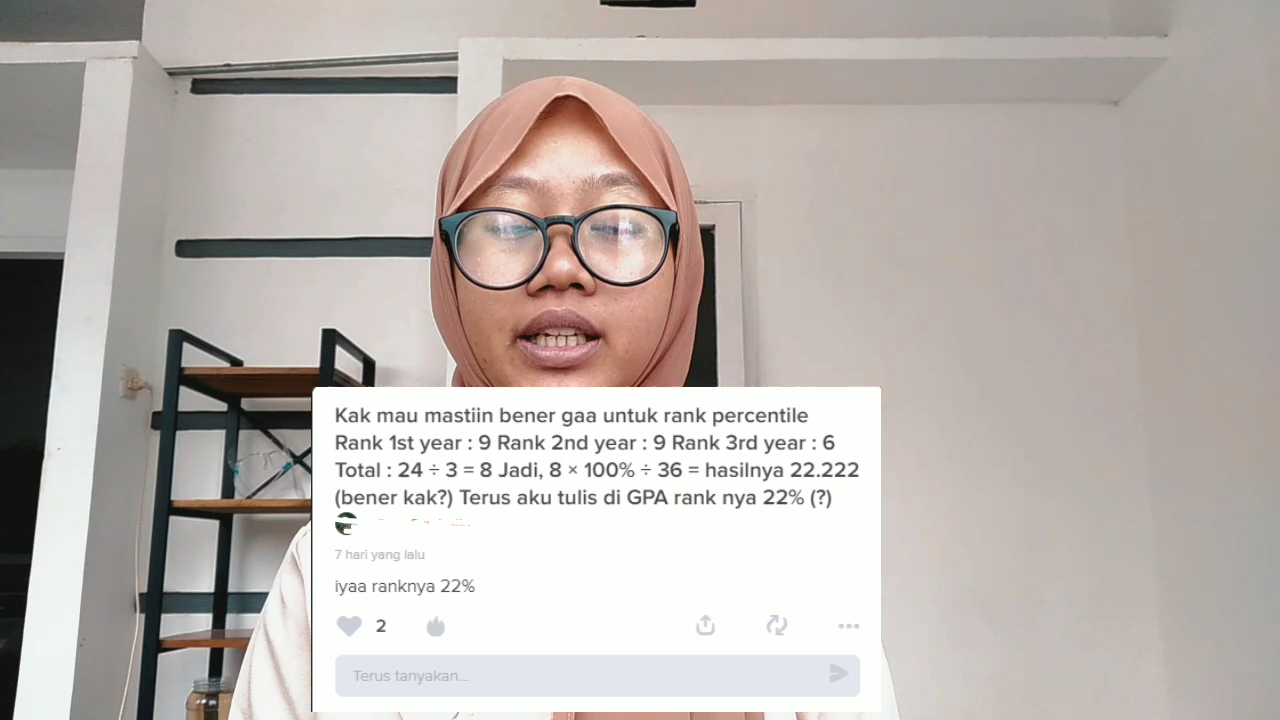 Kak mau mastiin bener gaa untuk rank percentile
Rank 1st year : 9 Rank 2nd year : 9 Rank 3rd year : 6
Total : 24 ÷ 3 = 8 Jadi, 8 × 100% ÷ 36 = hasilnya 22.222
(bener kak?) Terus aku tulis di GPA rank nya 22% (?)
7 hari yang lalu
iyaa ranknya 22%
2
Terus tanyakan...